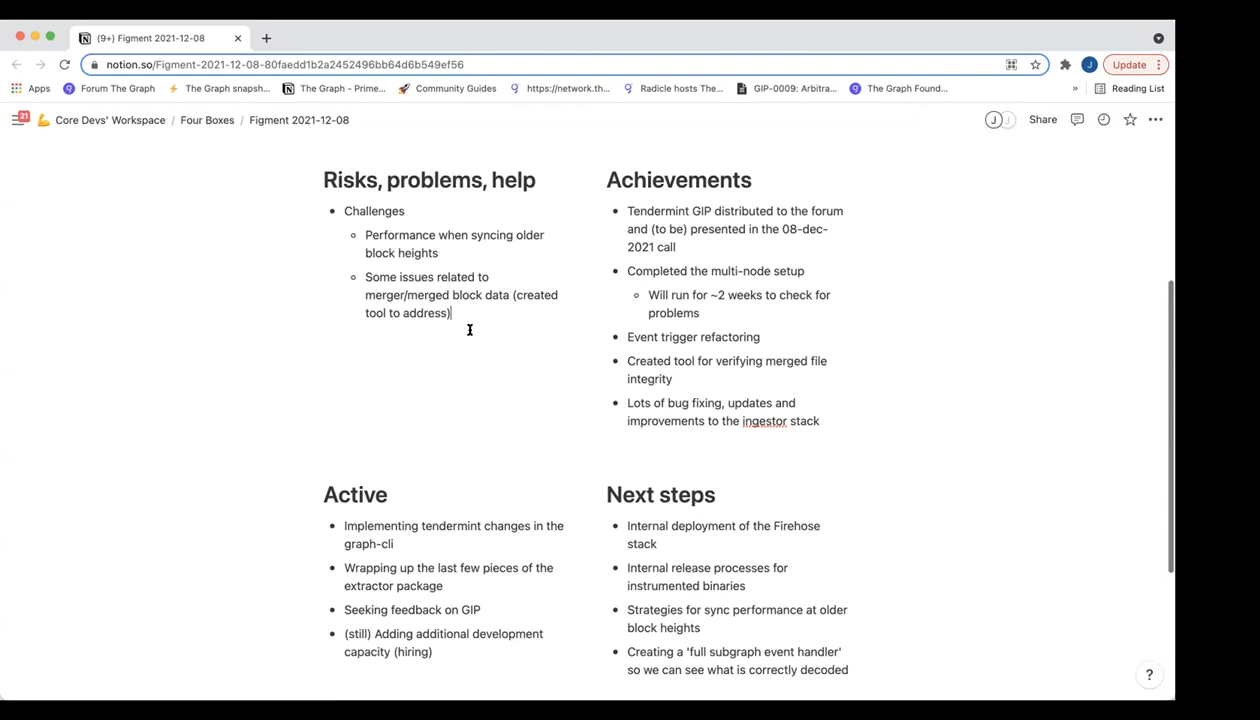 (9+) Figment 2021-12-08
notion.so/Figment-2021-12-08-80faedd1b2a2452496bb64d6b549ef56
J
Update
Apps
Forum The Graph
The Graph snapsh...
The Graph - Prime...
Community Guides
https://network.th...
Radicle hosts The...
GIP-0009: Arbitra...
The Graph Found...
»
Reading List
21
Core Devs' Workspace / Four Boxes / Figment 2021-12-08
J
J
Share
Risks, problems, help
• Challenges
◦ Performance when syncing older
block heights
◦ Some issues related to
merger/merged block data (created
tool to address)
Achievements
• Tendermint GIP distributed to the forum
and (to be) presented in the 08-dec-
2021 call
• Completed the multi-node setup
◦ Will run for ~2 weeks to check for
problems
• Event trigger refactoring
• Created tool for verifying merged file
integrity
• Lots of bug fixing, updates and
improvements to the ingestor stack
Active
• Implementing tendermint changes in the
graph-cli
• Wrapping up the last few pieces of the
extractor package
• Seeking feedback on GIP
• (still) Adding additional development
capacity (hiring)
Next steps
• Internal deployment of the Firehose
stack
• Internal release processes for
instrumented binaries
• Strategies for sync performance at older
block heights
• Creating a 'full subgraph event handler'
so we can see what is correctly decoded
?